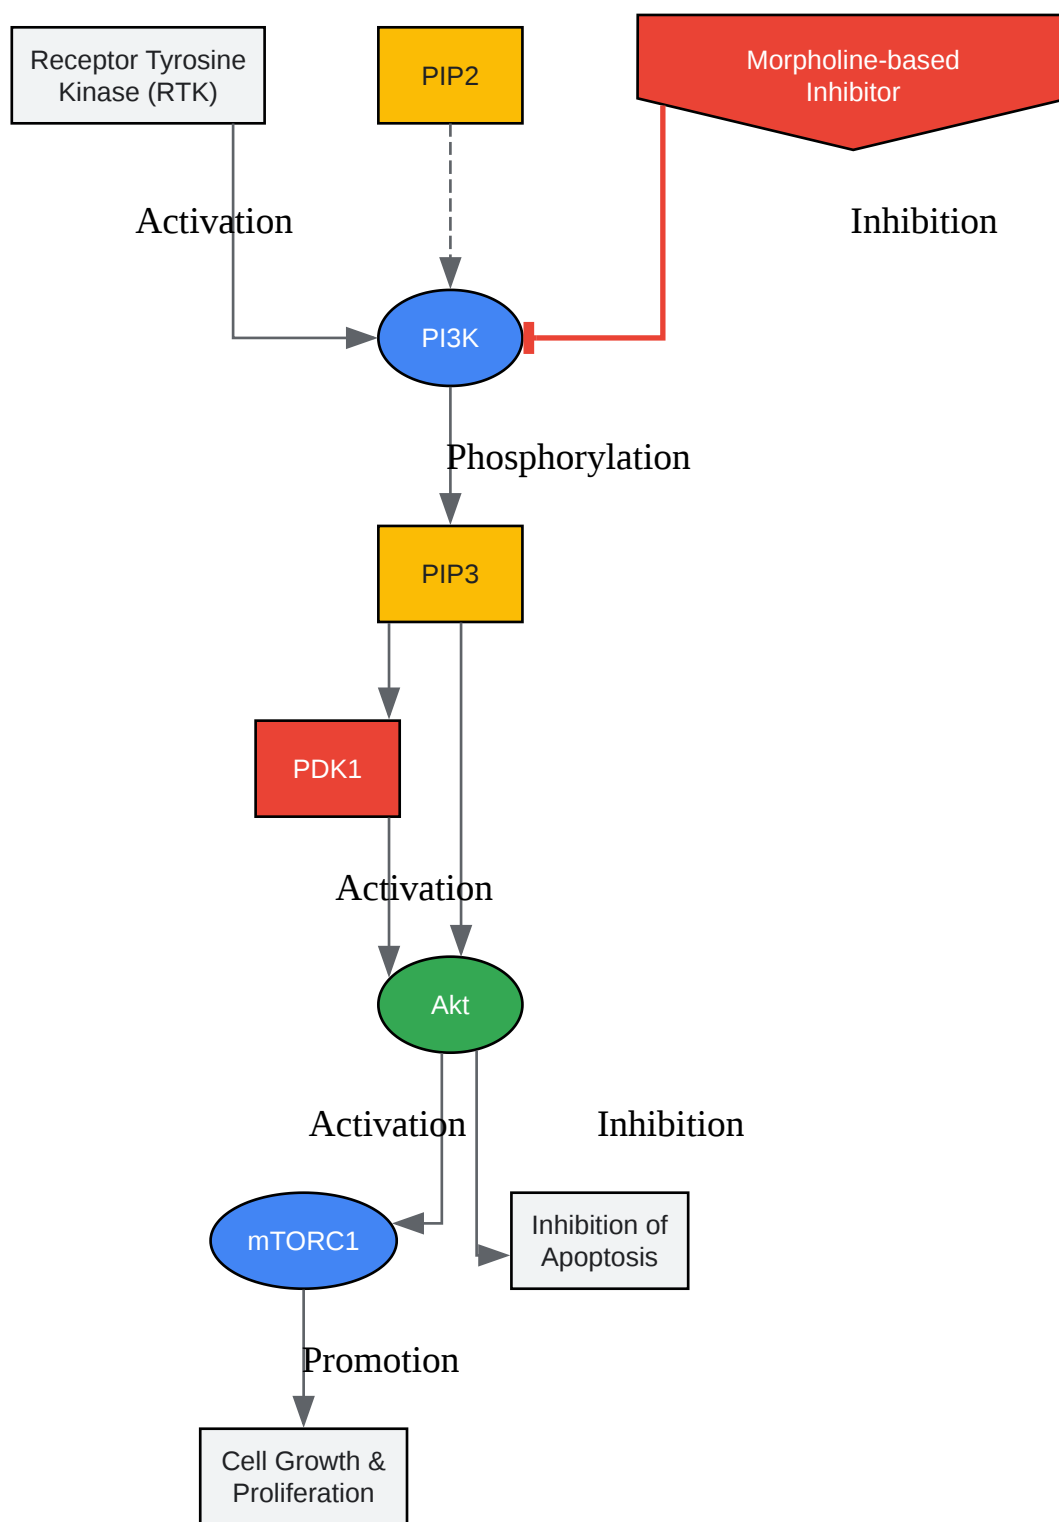 Receptor Tyrosine
Kinase (RTK)
PIP2
Morpholine-based
Inhibitor
Activation
Inhibition
PI3K
Phosphorylation
PIP3
PDK1
Activation
Akt
Activation
Inhibition
mTORC1
Inhibition of
Apoptosis
Promotion
Cell Growth &
Proliferation